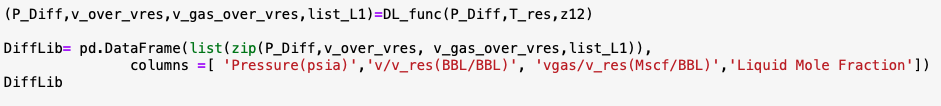 (P_Diff,v_over_vres,v_gas_over_vres,list_L1)=DL_func(P_Diff,T_res,z12)
DiffLib= pd.DataFrame(list(zip(P_Diff,v_over_vres, v_gas_over_vres,list_L1)),
columns =[ 'Pressure(psia)','v/v_res(BBL/BBL)', 'vgas/v_res(Mscf/BBL)','Liquid Mole Fraction'])
DiffLib